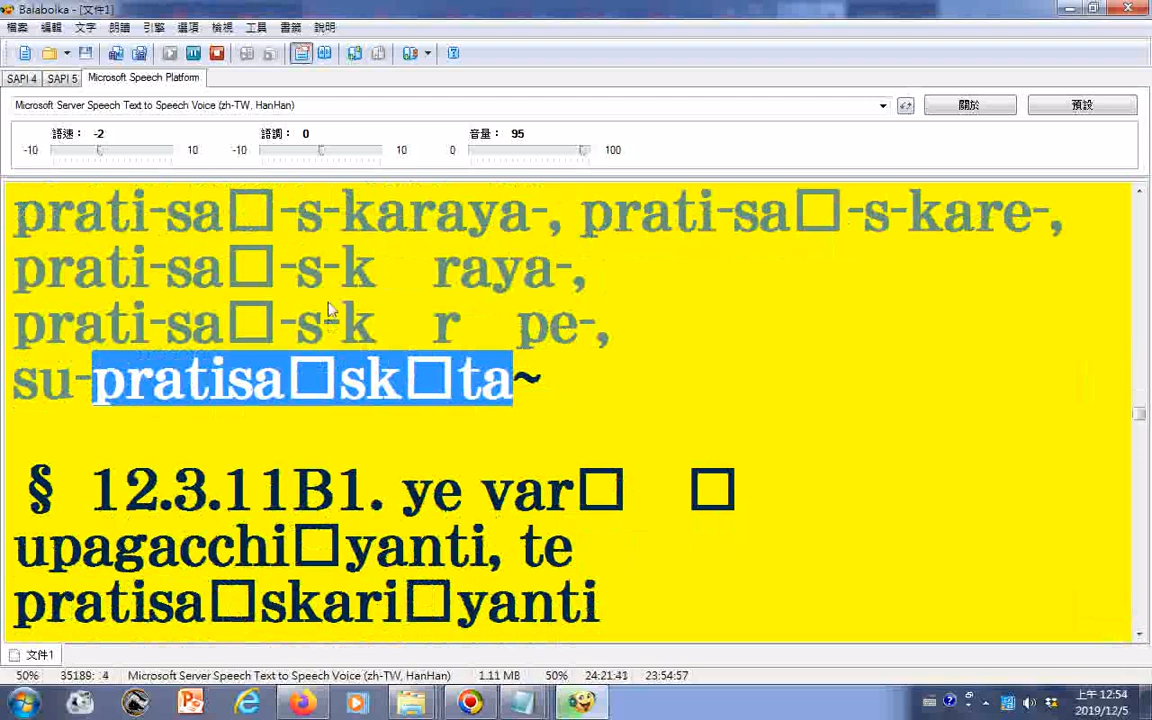 Balabolka - [文件1]
檔案 編輯 文字 朗讀 引擎 選項 檢視 工具 書籤 說明
SAPI 4 SAPI 5 Microsoft Speech Platform
Microsoft Server Speech Text to Speech Voice (zh-TW, HanHan)
關於 預設
語速： -2 語調： 0 音量： 95
-10 10 -10 10 0 100
prati-sa□-s-karaya-, prati-sa□-s-kare-,
prati-sa□-s-k raya-,
prati-sa□-s-k r pe-,
su-pratisa□sk□ta~
§ 12.3.11B1. ye var□ □
upagacchi□yanti, te
pratisa□skari□yanti
文件1
50% 35189: 4 Microsoft Server Speech Text to Speech Voice (zh-TW, HanHan) 1.11 MB 50% 24:21:41 23:54:57
上午 12:54
2019/12/5